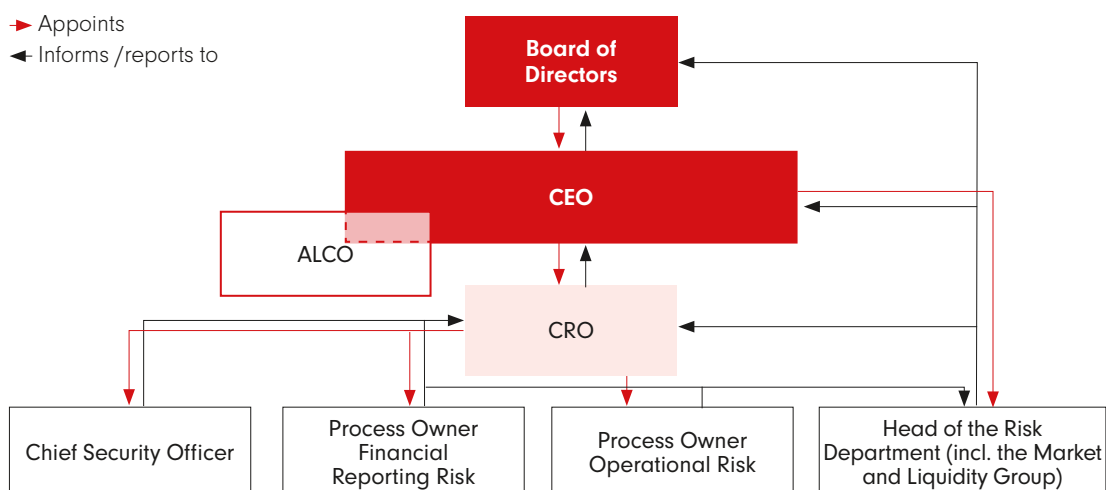 Appoints
Informs /reports to
Board of
Directors
CEO
ALCO
CRO
Chief Security Officer
Process Owner
Financial
Reporting Risk
Process Owner
Operational Risk
Head of the Risk
Department (incl. the Market
and Liquidity Group)